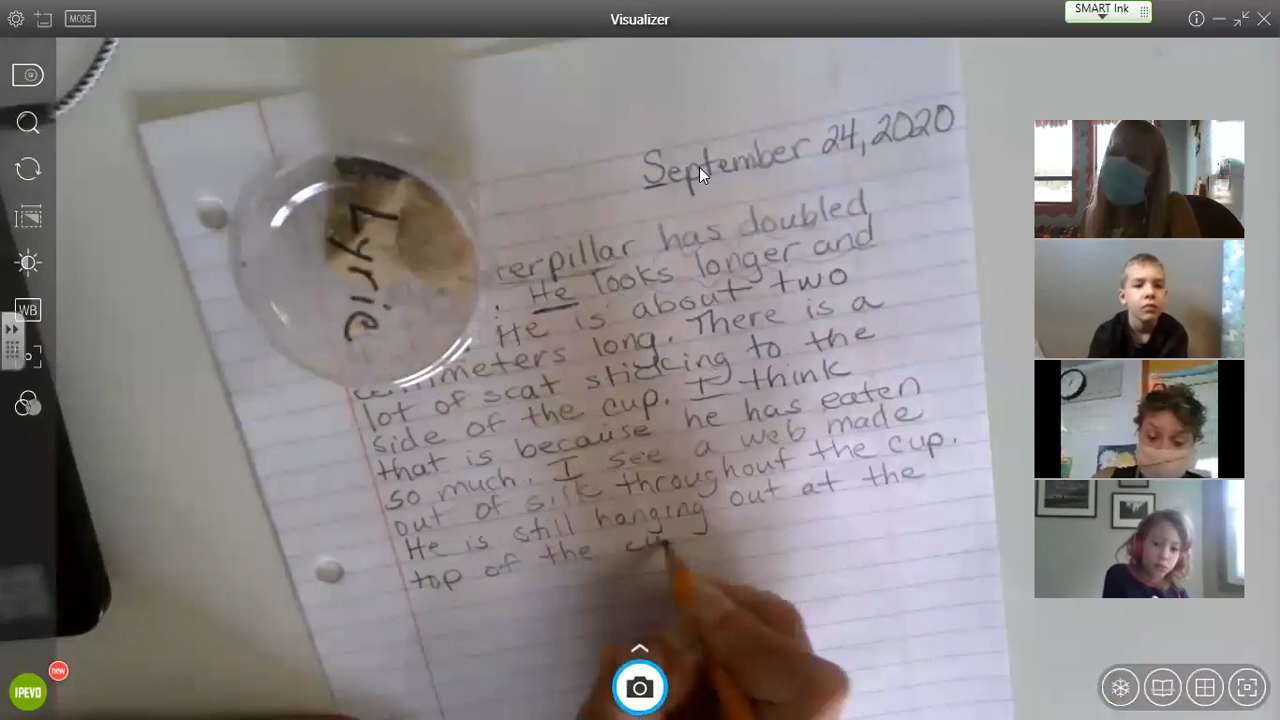 Visualizer
SMART Ink
MODE
September 24, 2020
Lyric
erpillar has doubled
. He looks longer and
. He is about two
meters long. There is a
lot of scat sticking to the
side of the cup. I think
that is because he has eaten
so much. I see a web made
out of silk throughout the cup.
He is still hanging out at the
top of the cu
WB
new
IPEVO